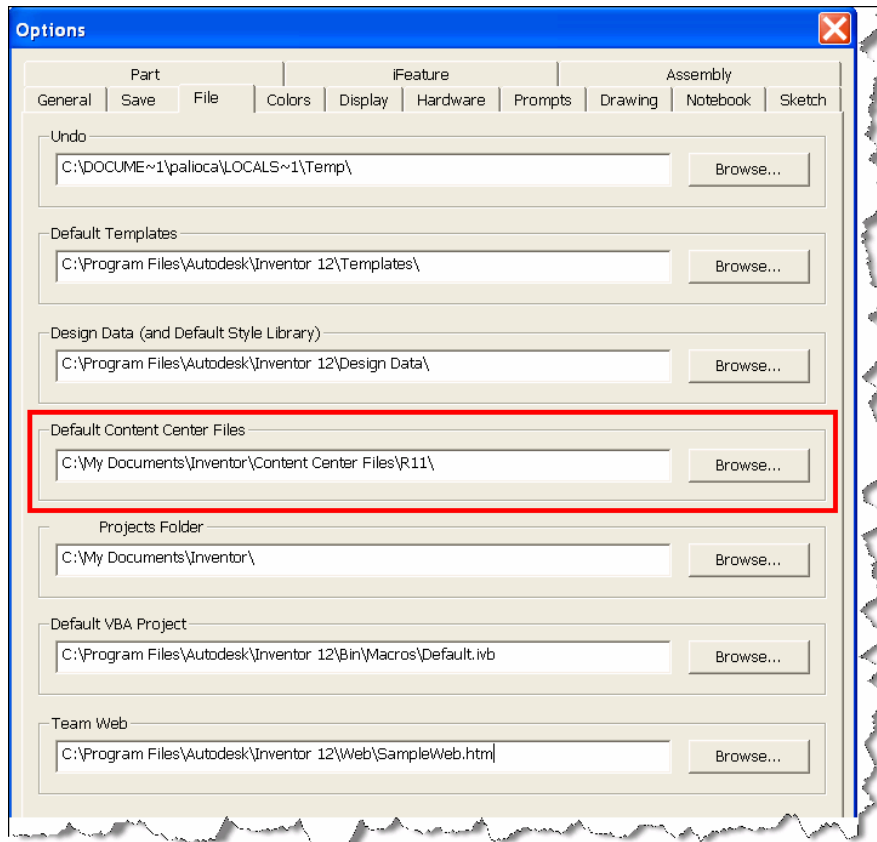 Options
Part iFeature Assembly
General Save File Colors Display Hardware Prompts Drawing Notebook Sketch
Undo
C:\DOCUME~1\palioca\LOCALS~1\Temp\ Browse...
Default Templates
C:\Program Files\Autodesk\Inventor 12\Templates\ Browse...
Design Data (and Default Style Library)
C:\Program Files\Autodesk\Inventor 12\Design Data\ Browse...
Default Content Center Files
C:\My Documents\Inventor\Content Center Files\R11\ Browse...
Projects Folder
C:\My Documents\Inventor\ Browse...
Default VBA Project
C:\Program Files\Autodesk\Inventor 12\Bin\Macros\Default.ivb Browse...
Team Web
C:\Program Files\Autodesk\Inventor 12\Web\SampleWeb.htm Browse...